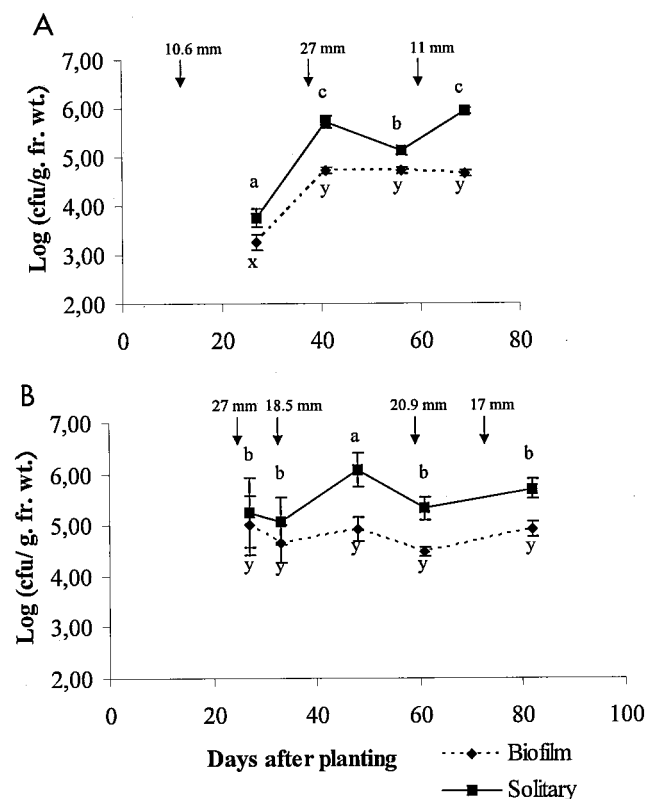 A
10.6 mm 27 mm 11 mm
7,00
6,00
5,00
4,00
3,00
2,00
Log (cfu/g. fr. wt.)
a c b c
x y y y
0 20 40 60 80
B
27 mm 18.5 mm 20.9 mm 17 mm
7,00
6,00
5,00
4,00
3,00
2,00
Log (cfu/ g. fr. wt.)
b b a b b
y y y y y
0 20 40 60 80 100
Days after planting
Biofilm
Solitary